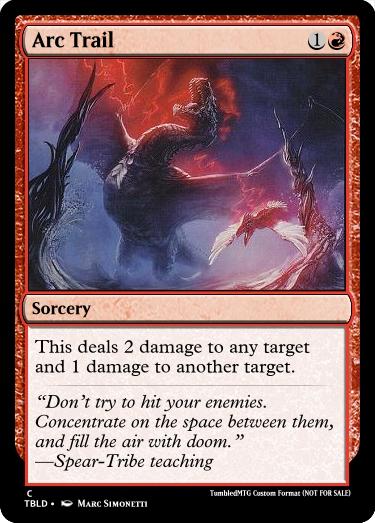 Arc Trail 1
Sorcery
This deals 2 damage to any target
and 1 damage to another target.
“Don’t try to hit your enemies.
Concentrate on the space between them,
and fill the air with doom.”
—Spear-Tribe teaching
C
TBLD • Marc Simonetti
TumbledMTG Custom Format (NOT FOR SALE)